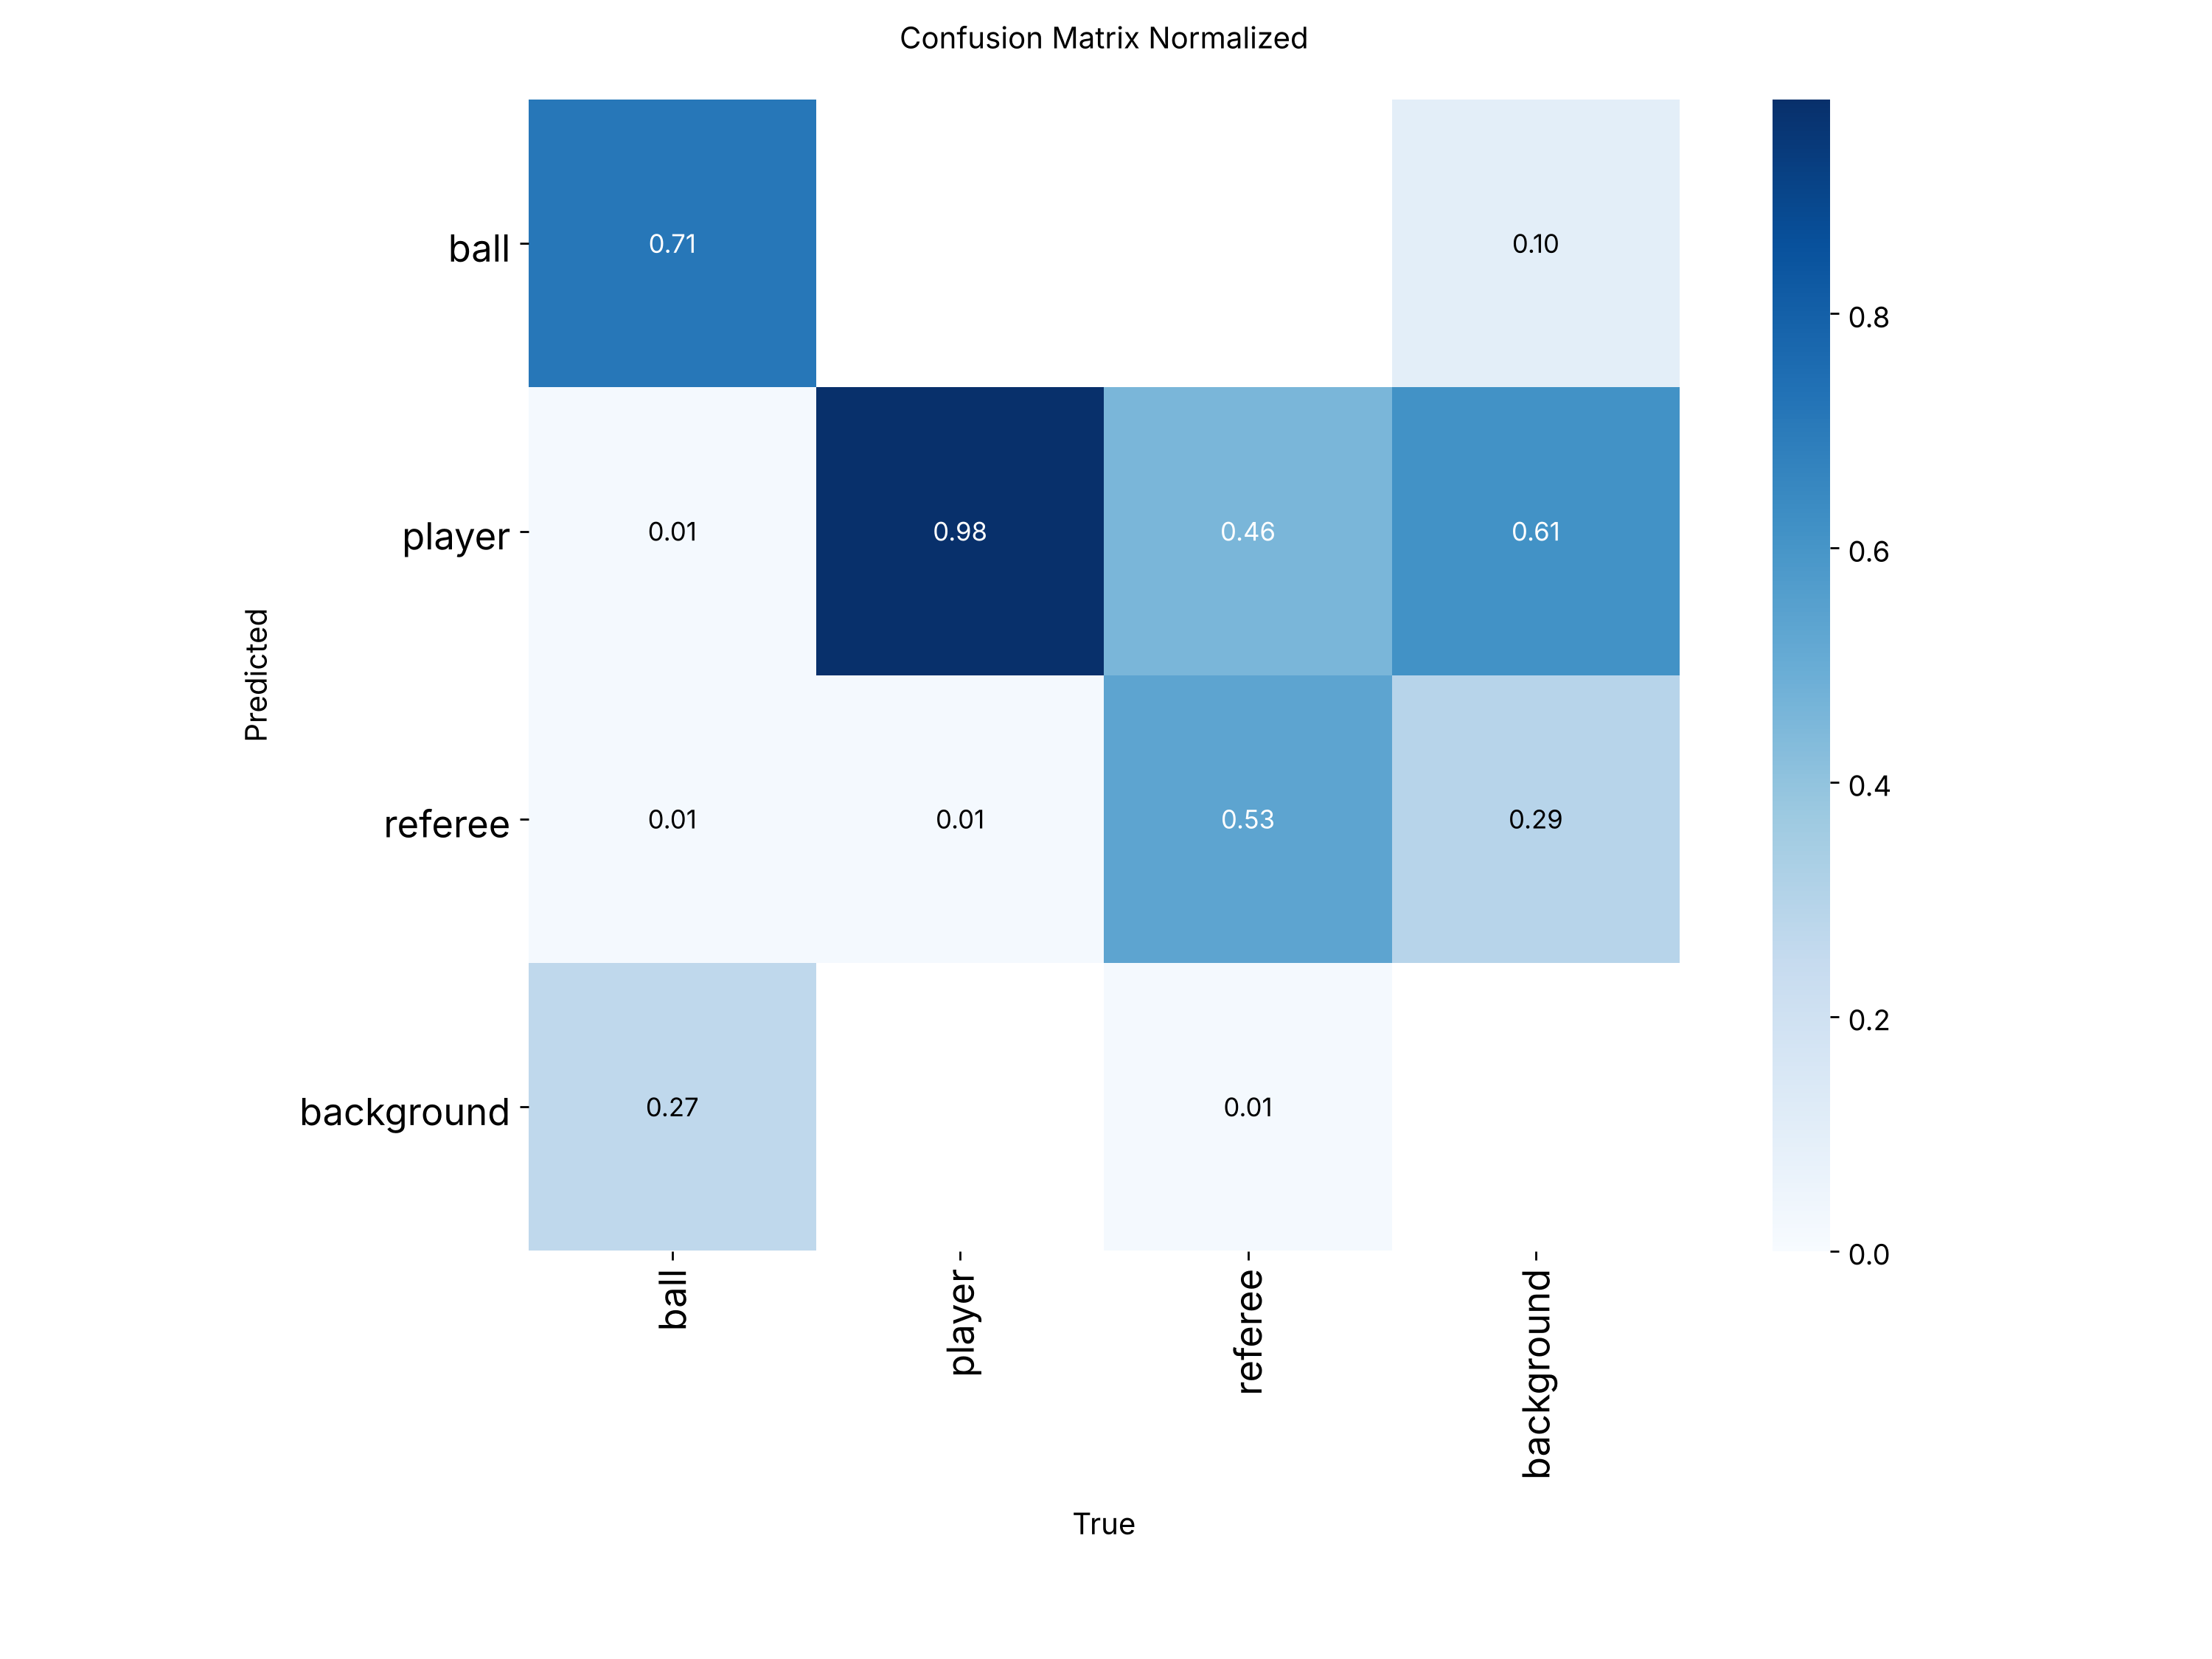 Confusion Matrix Normalized
ball
0.71
0.10
0.8
player
0.01
0.98
0.46
0.61
0.6
Predicted
0.4
referee
0.01
0.01
0.53
0.29
0.2
background
0.27
0.01
0.0
ball
player
referee
background
True